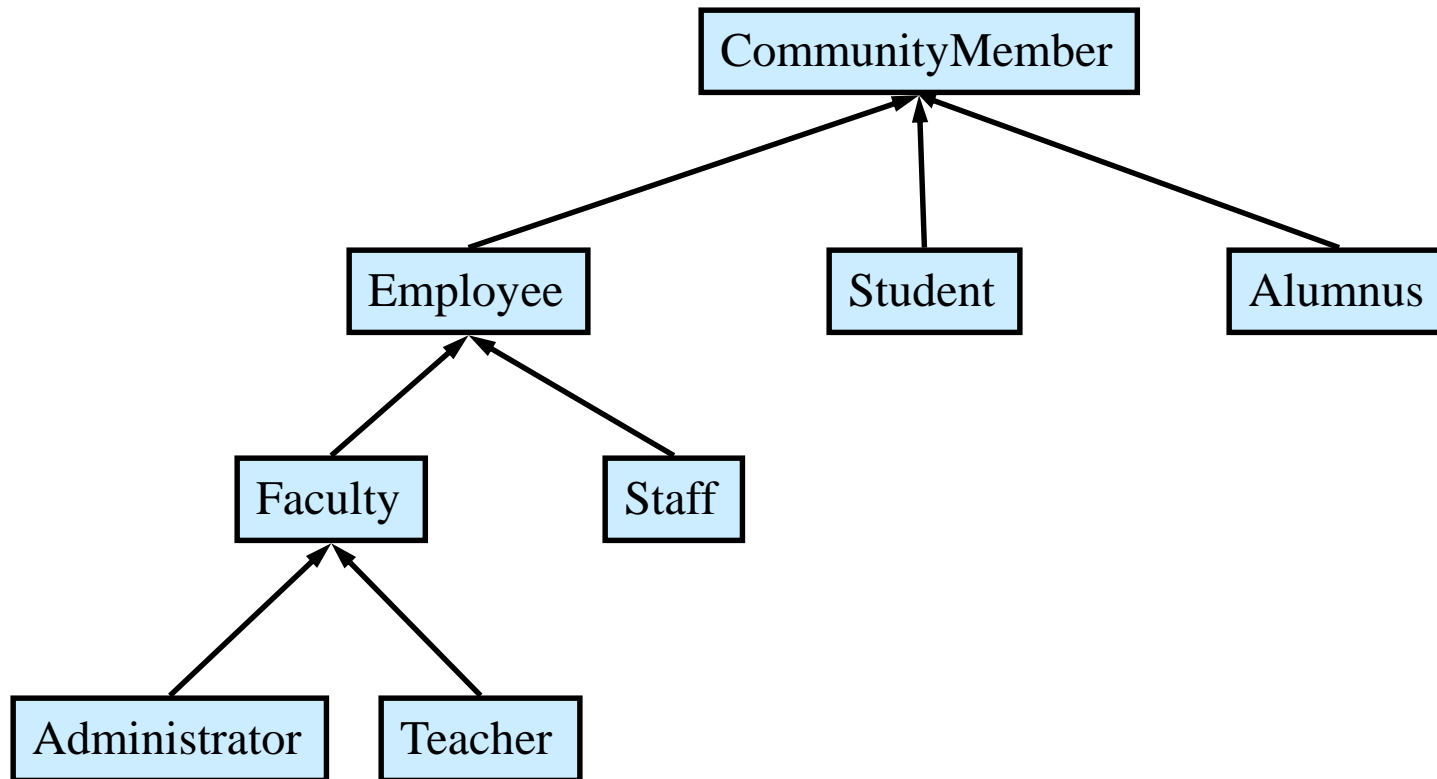 CommunityMember
Employee
Student
Alumnus
Faculty
Staff
Administrator
Teacher